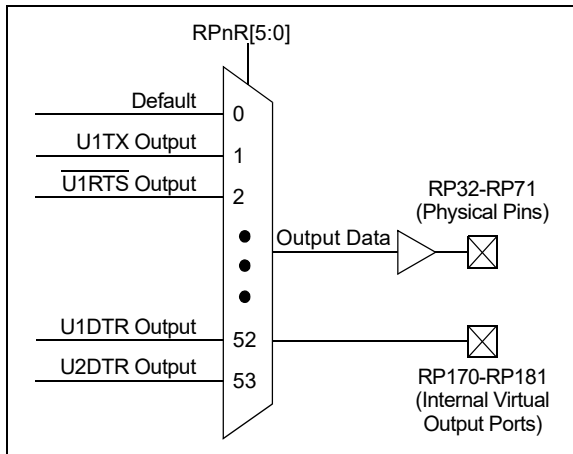 RPnR[5:0]
Default
0
U1TX Output
1
U1RTS Output
2
Output Data
RP32-RP71
(Physical Pins)
U1DTR Output
52
U2DTR Output
53
RP170-RP181
(Internal Virtual
Output Ports)